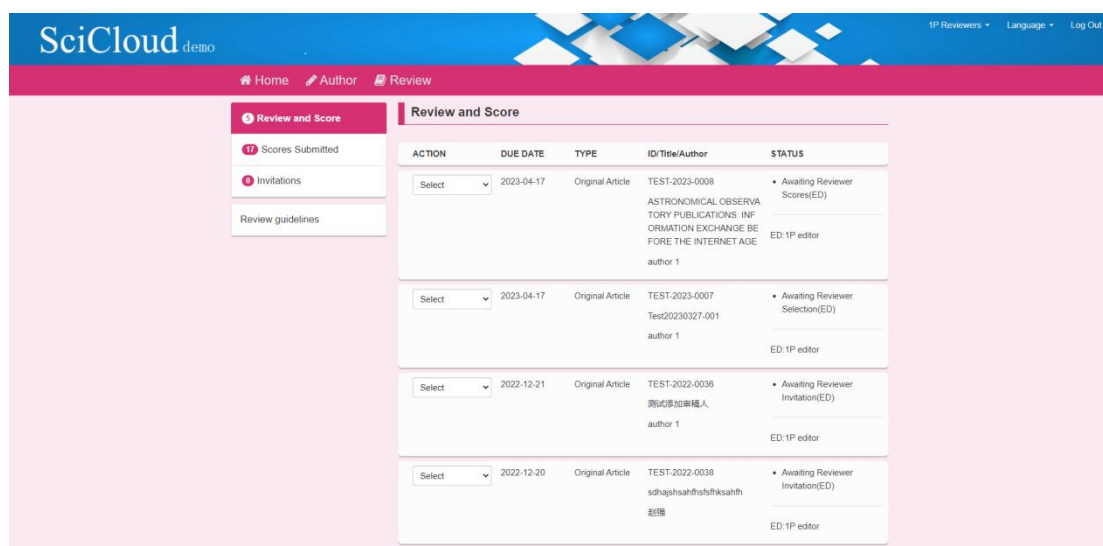 SciCloud demo
1P Reviewers Language Log Out
Home Author Review
5 Review and Score
17 Scores Submitted
0 Invitations
Review guidelines
Review and Score
ACTION DUE DATE TYPE ID/Title/Author STATUS
Select 2023-04-17 Original Article TEST-2023-0008
ASTRONOMICAL OBSERVA
TORY PUBLICATIONS: INF
ORMATION EXCHANGE BE
FORE THE INTERNET AGE
author 1
Awaiting Reviewer
Scores(ED)
ED:1P editor
Select 2023-04-17 Original Article TEST-2023-0007
Test20230327-001
author 1
Awaiting Reviewer
Selection(ED)
ED:1P editor
Select 2022-12-21 Original Article TEST-2022-0036
测试添加审稿人
author 1
Awaiting Reviewer
Invitation(ED)
ED:1P editor
Select 2022-12-20 Original Article TEST-2022-0038
sdhajshsahfhsfsfhksahfh
赵强
Awaiting Reviewer
Invitation(ED)
ED:1P editor